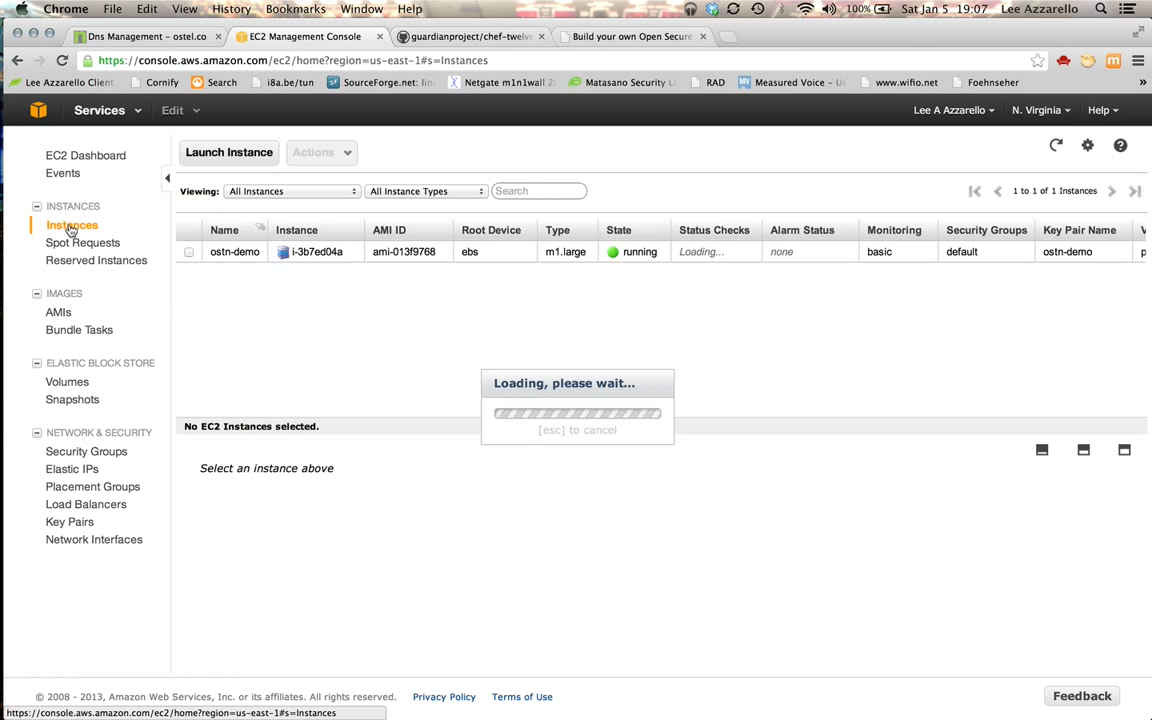 Chrome File Edit View History Bookmarks Window Help 100% Sat Jan 5 19:07 Lee Azzarello
Dns Management – ostel.co × EC2 Management Console × guardianproject/chef-twelve × Build your own Open Secure ×
https://console.aws.amazon.com/ec2/home?region=us-east-1#s=Instances
Lee Azzarello Client Cornify Search i8a.be/tun SourceForge.net: lin Netgate m1n1wall 2 Matasano Security L RAD Measured Voice – Us www.wifio.net Foehnseher »
Services Edit Lee A Azzarello N. Virginia Help
EC2 Dashboard
Events
INSTANCES
Instances
Spot Requests
Reserved Instances
IMAGES
AMIs
Bundle Tasks
ELASTIC BLOCK STORE
Volumes
Snapshots
NETWORK & SECURITY
Security Groups
Elastic IPs
Placement Groups
Load Balancers
Key Pairs
Network Interfaces
Launch Instance Actions
Viewing: All Instances All Instance Types Search 1 to 1 of 1 Instances
Name Instance AMI ID Root Device Type State Status Checks Alarm Status Monitoring Security Groups Key Pair Name V
ostn-demo i-3b7ed04a ami-013f9768 ebs m1.large running Loading... none basic default ostn-demo p
Loading, please wait...
[esc] to cancel
No EC2 Instances selected.
Select an instance above
© 2008 - 2013, Amazon Web Services, Inc. or its affiliates. All rights reserved. Privacy Policy Terms of Use Feedback
https://console.aws.amazon.com/ec2/home?region=us-east-1#s=Instances